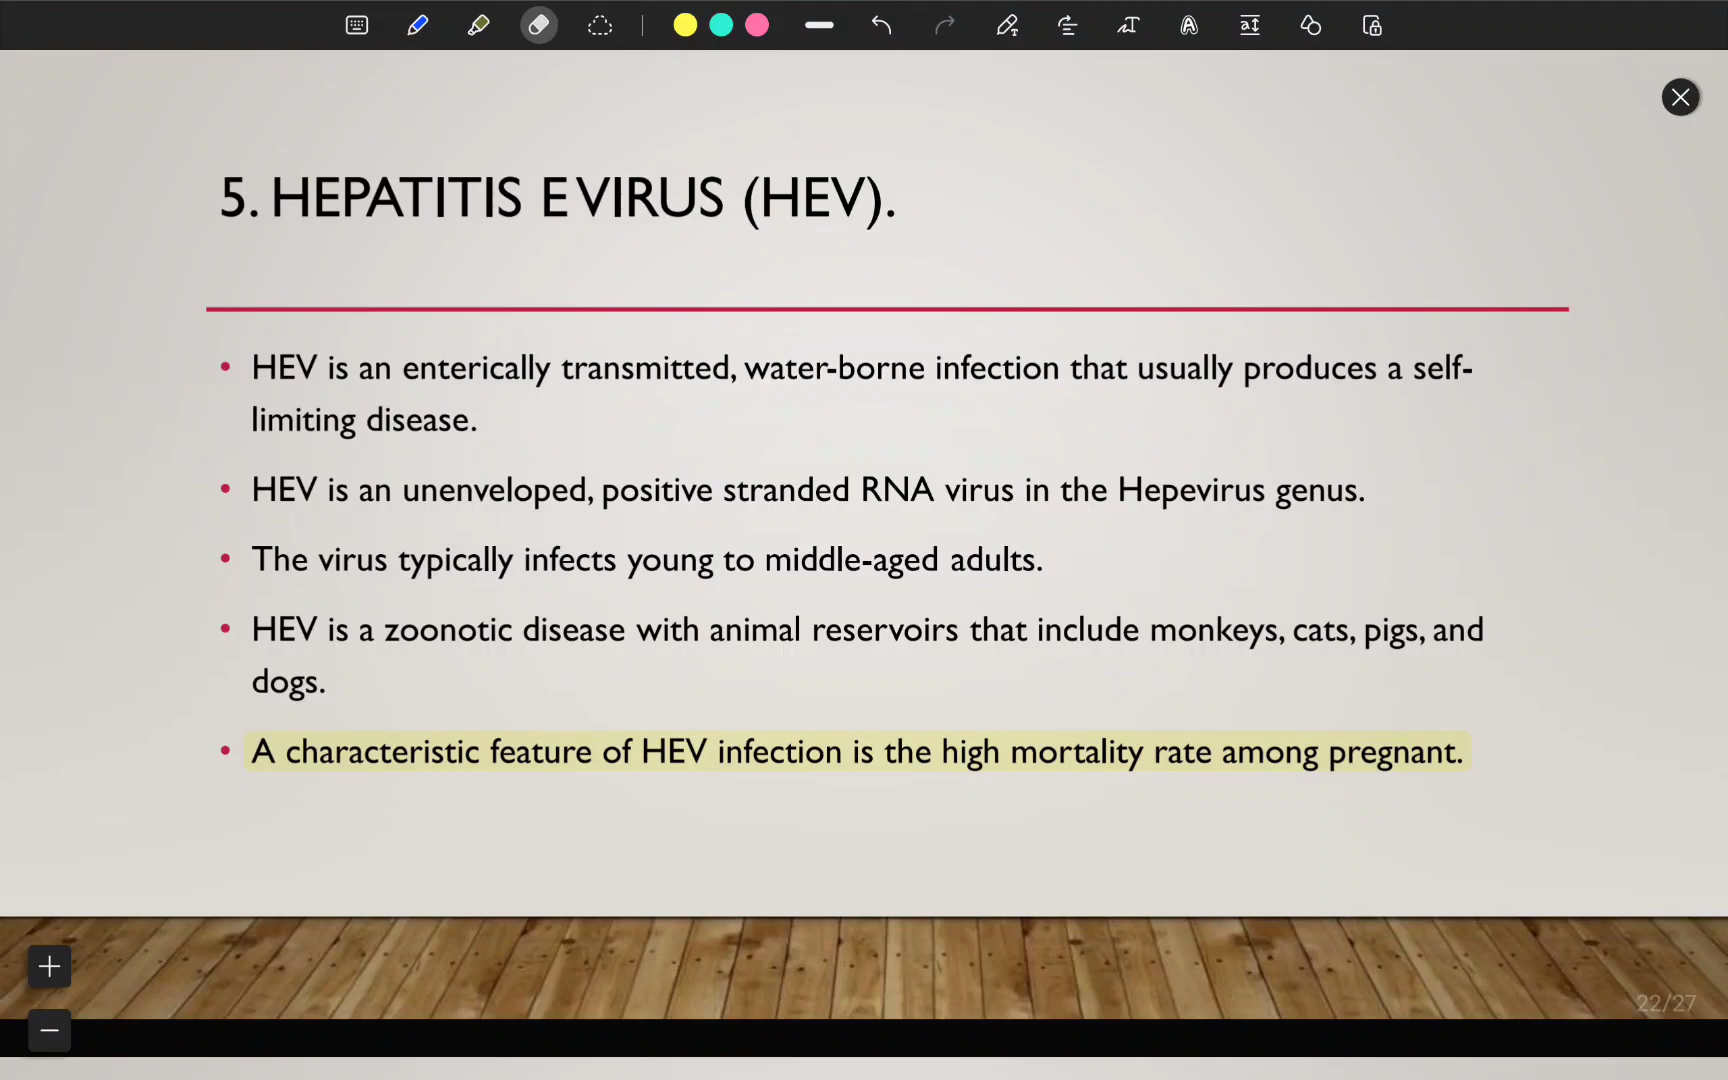 5. HEPATITIS E VIRUS (HEV).
• HEV is an enterically transmitted, water-borne infection that usually produces a self-
limiting disease.
• HEV is an unenveloped, positive stranded RNA virus in the Hepevirus genus.
• The virus typically infects young to middle-aged adults.
• HEV is a zoonotic disease with animal reservoirs that include monkeys, cats, pigs, and
dogs.
• A characteristic feature of HEV infection is the high mortality rate among pregnant.
22/27